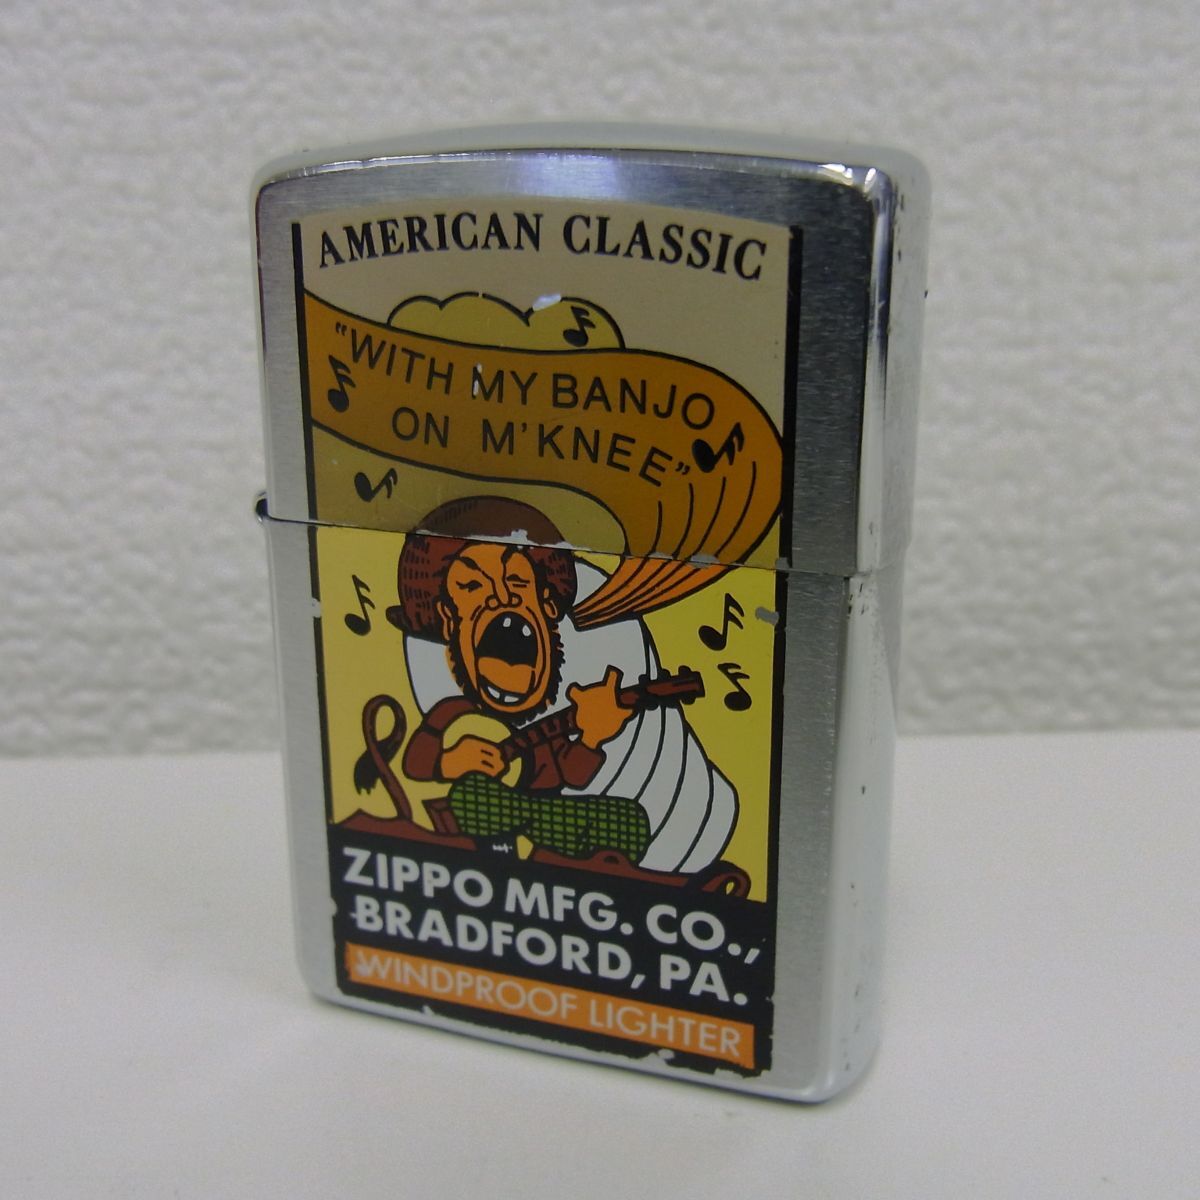 AMERICAN CLASSIC
"WITH MY BANJO
ON M'KNEE"
ZIPPO MFG. CO.,
BRADFORD, PA.
WINDPROOF LIGHTER